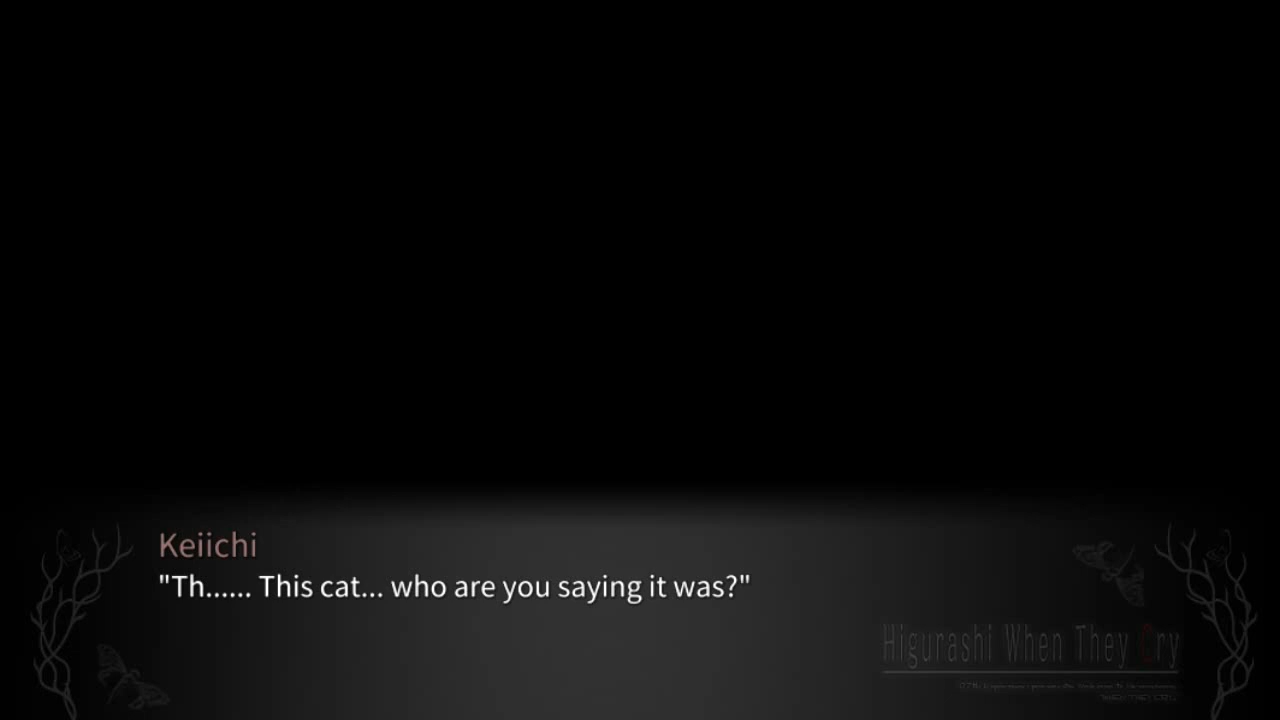 Keiichi
"Th...... This cat... who are you saying it was?"
Higurashi When They Cry